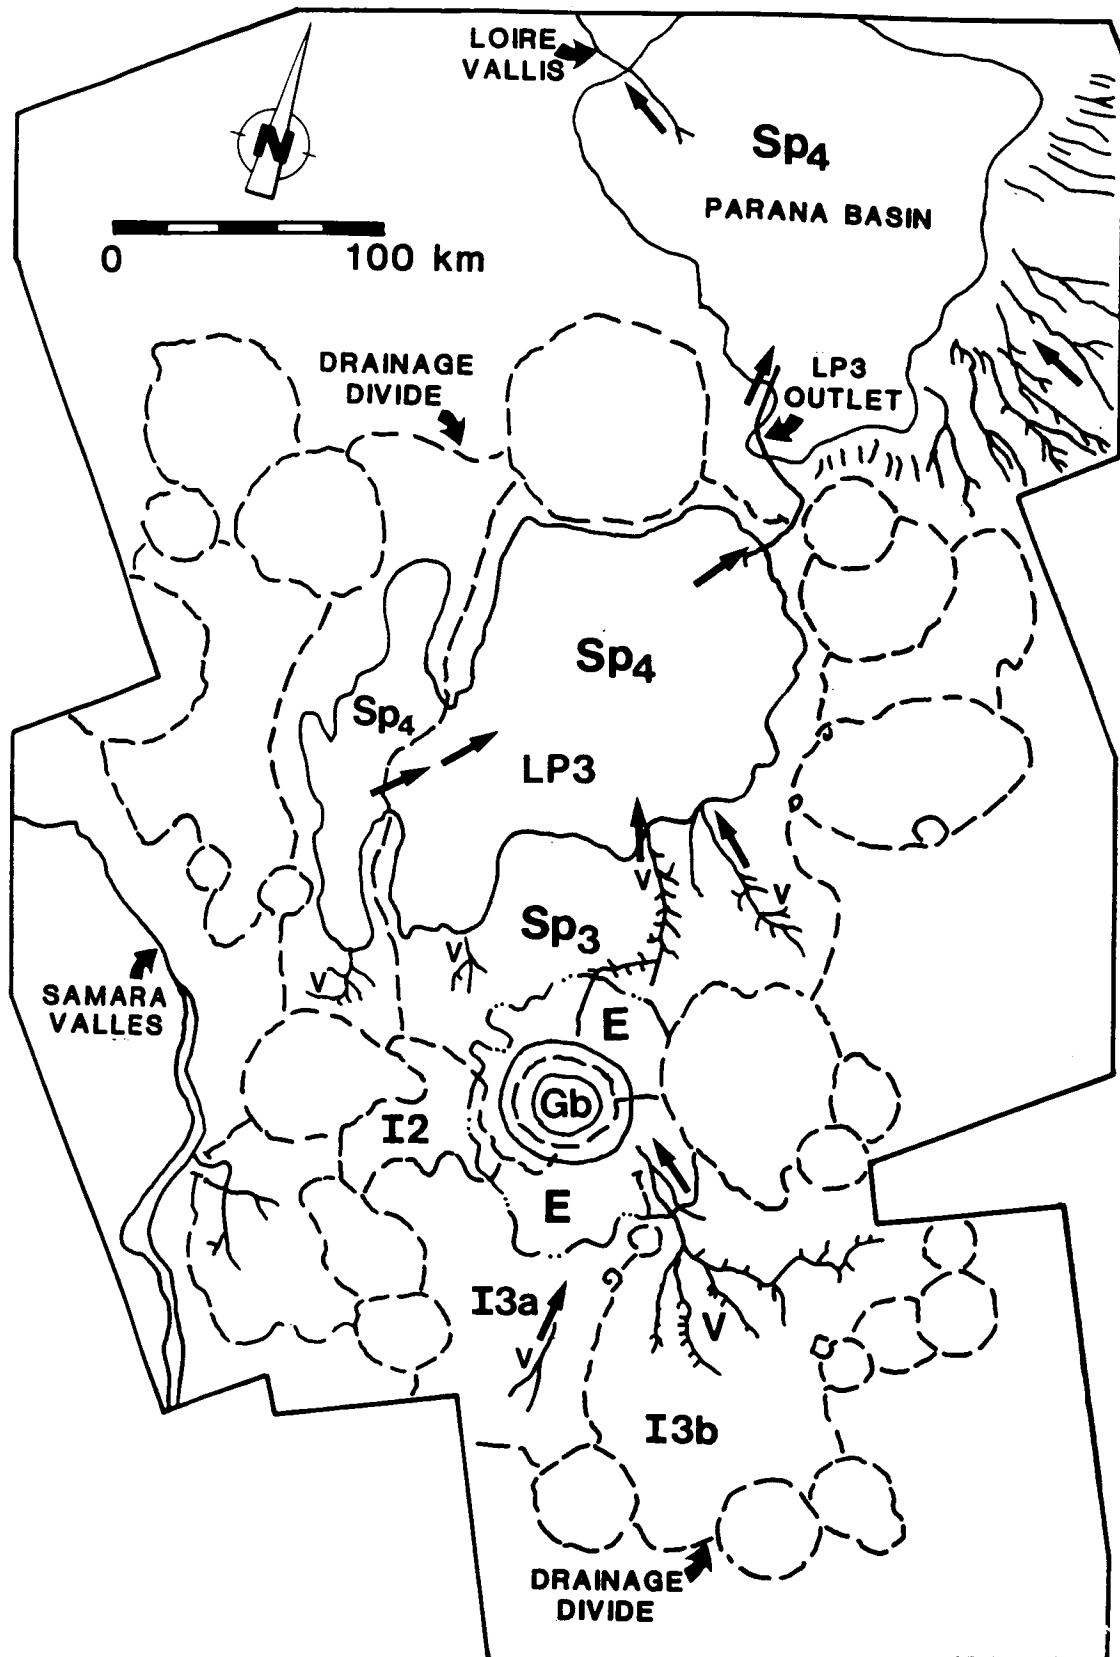 LOIRE
VALLIS
N
Sp4
PARANA BASIN
0 100 km
DRAINAGE
DIVIDE
LP3
OUTLET
Sp4
Sp4
LP3
V
V
Sp3
V
V
SAMARA
VALLES
E
Gb
I2
E
I3a
V
V
I3b
DRAINAGE
DIVIDE